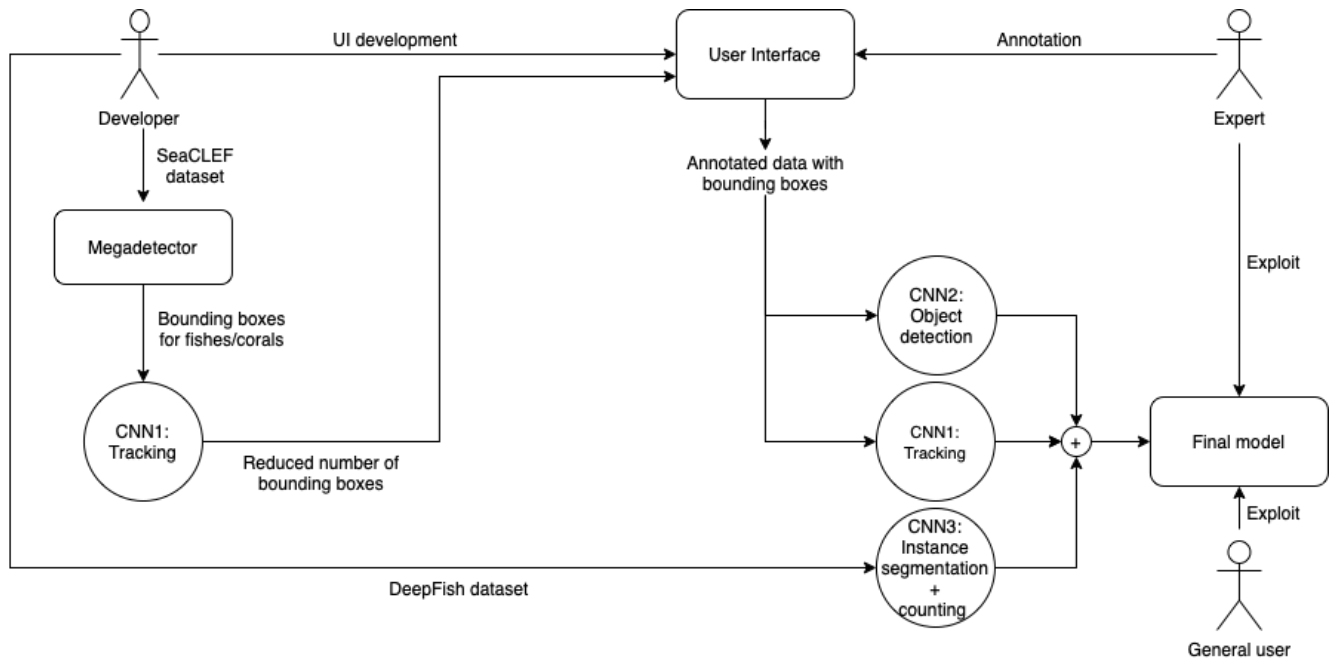 UI development
User Interface
Annotation
Developer
Expert
SeaCLEF
dataset
Annotated data with
bounding boxes
Megadetector
Exploit
Bounding boxes
for fishes/corals
CNN2:
Object
detection
CNN1:
Tracking
CNN1:
Tracking
+
Final model
Reduced number of
bounding boxes
Exploit
CNN3:
Instance
segmentation
+
counting
DeepFish dataset
General user